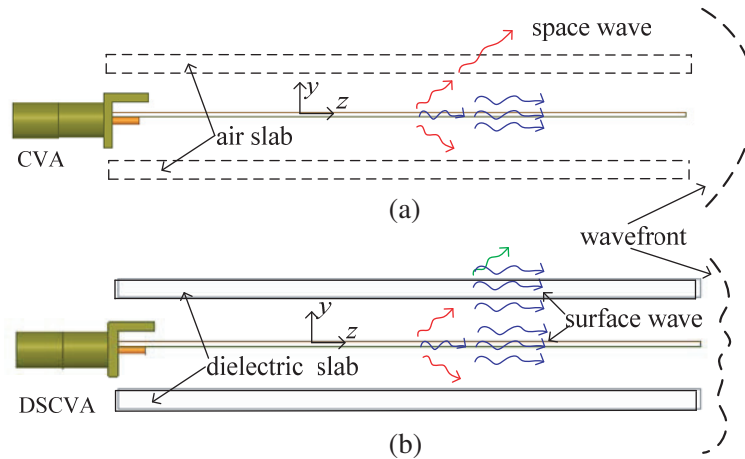 space wave
y
z
air slab
CVA
(a)
wavefront
y
z
surface wave
dielectric slab
DSCVA
(b)